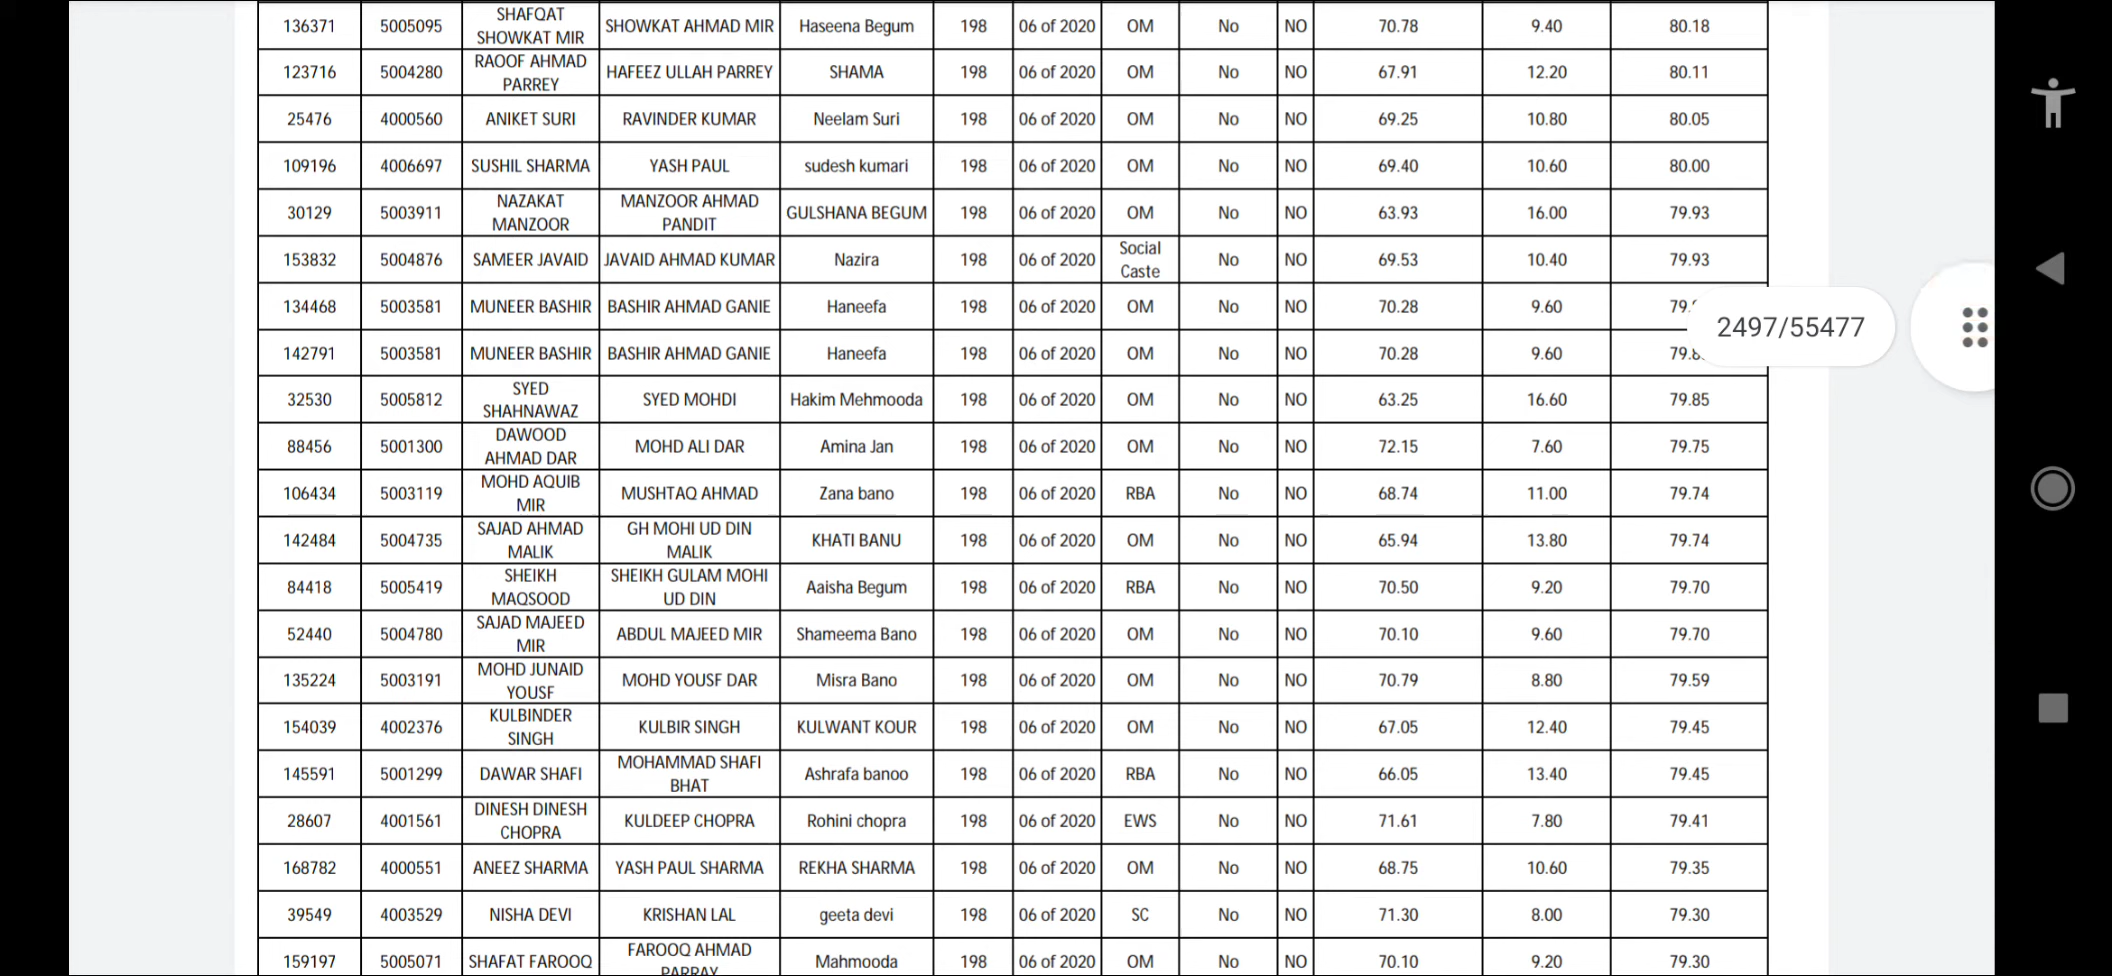 136371 5005095 SHAFQAT SHOWKAT MIR SHOWKAT AHMAD MIR Haseena Begum 198 06 of 2020 OM No NO 70.78 9.40 80.18
123716 5004280 RAOOF AHMAD PARREY HAFEEZ ULLAH PARREY SHAMA 198 06 of 2020 OM No NO 67.91 12.20 80.11
25476 4000560 ANIKET SURI RAVINDER KUMAR Neelam Suri 198 06 of 2020 OM No NO 69.25 10.80 80.05
109196 4006697 SUSHIL SHARMA YASH PAUL sudesh kumari 198 06 of 2020 OM No NO 69.40 10.60 80.00
30129 5003911 NAZAKAT MANZOOR MANZOOR AHMAD PANDIT GULSHANA BEGUM 198 06 of 2020 OM No NO 63.93 16.00 79.93
153832 5004876 SAMEER JAVAID JAVAID AHMAD KUMAR Nazira 198 06 of 2020 Social Caste No NO 69.53 10.40 79.93
134468 5003581 MUNEER BASHIR BASHIR AHMAD GANIE Haneefa 198 06 of 2020 OM No NO 70.28 9.60
2497/55477
142791 5003581 MUNEER BASHIR BASHIR AHMAD GANIE Haneefa 198 06 of 2020 OM No NO 70.28 9.60
32530 5005812 SYED SHAHNAWAZ SYED MOHDI Hakim Mehmooda 198 06 of 2020 OM No NO 63.25 16.60 79.85
88456 5001300 DAWOOD AHMAD DAR MOHD ALI DAR Amina Jan 198 06 of 2020 OM No NO 72.15 7.60 79.75
106434 5003119 MOHD AQUIB MIR MUSHTAQ AHMAD Zana bano 198 06 of 2020 RBA No NO 68.74 11.00 79.74
142484 5004735 SAJAD AHMAD MALIK GH MOHI UD DIN MALIK KHATI BANU 198 06 of 2020 OM No NO 65.94 13.80 79.74
84418 5005419 SHEIKH MAQSOOD SHEIKH GULAM MOHI UD DIN Aaisha Begum 198 06 of 2020 RBA No NO 70.50 9.20 79.70
52440 5004780 SAJAD MAJEED MIR ABDUL MAJEED MIR Shameema Bano 198 06 of 2020 OM No NO 70.10 9.60 79.70
135224 5003191 MOHD JUNAID YOUSF MOHD YOUSF DAR Misra Bano 198 06 of 2020 OM No NO 70.79 8.80 79.59
154039 4002376 KULBINDER SINGH KULBIR SINGH KULWANT KOUR 198 06 of 2020 OM No NO 67.05 12.40 79.45
145591 5001299 DAWAR SHAFI MOHAMMAD SHAFI BHAT Ashrafa banoo 198 06 of 2020 RBA No NO 66.05 13.40 79.45
28607 4001561 DINESH DINESH CHOPRA KULDEEP CHOPRA Rohini chopra 198 06 of 2020 EWS No NO 71.61 7.80 79.41
168782 4000551 ANEEZ SHARMA YASH PAUL SHARMA REKHA SHARMA 198 06 of 2020 OM No NO 68.75 10.60 79.35
39549 4003529 NISHA DEVI KRISHAN LAL geeta devi 198 06 of 2020 SC No NO 71.30 8.00 79.30
159197 5005071 SHAFAT FAROOQ FAROOQ AHMAD PARRAY Mahmooda 198 06 of 2020 OM No NO 70.10 9.20 79.30